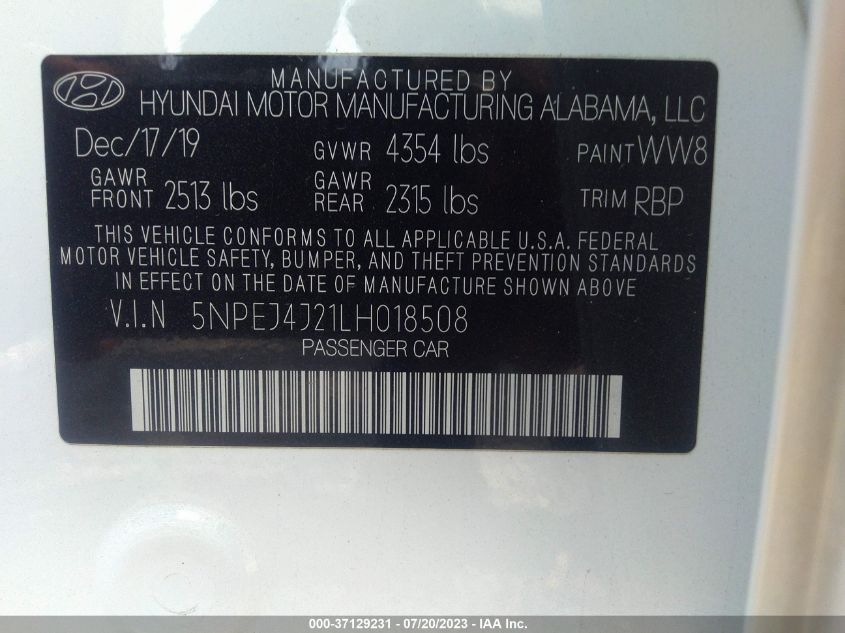 MANUFACTURED BY
HYUNDAI MOTOR MANUFACTURING ALABAMA, LLC
Dec/17/19 GVWR 4354 lbs PAINT WW8
GAWR FRONT 2513 lbs GAWR REAR 2315 lbs TRIM RBP
THIS VEHICLE CONFORMS TO ALL APPLICABLE U.S.A. FEDERAL
MOTOR VEHICLE SAFETY, BUMPER, AND THEFT PREVENTION STANDARDS
IN EFFECT ON THE DATE OF MANUFACTURE SHOWN ABOVE
V.I.N 5NPEJ4J21LH018508
PASSENGER CAR
000-37129231 - 07/20/2023 - IAA Inc.